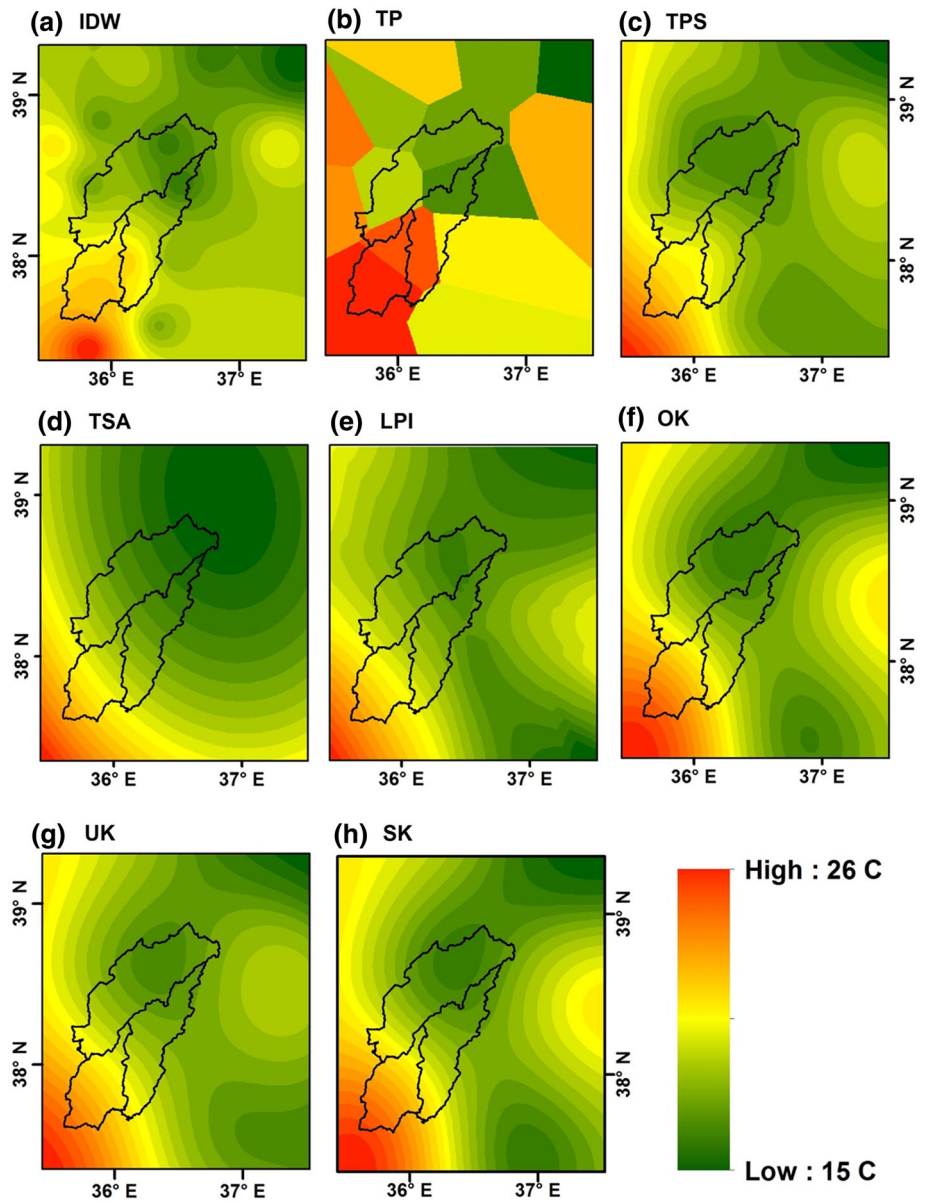 (a) IDW
(b) TP
(c) TPS
39° N
38° N
36° E
37° E
36° E
37° E
39° N
38° N
36° E
37° E
(d) TSA
(e) LPI
(f) OK
39° N
38° N
36° E
37° E
36° E
37° E
39° N
38° N
36° E
37° E
(g) UK
(h) SK
39° N
38° N
36° E
37° E
39° N
38° N
36° E
37° E
High : 26 C
Low : 15 C